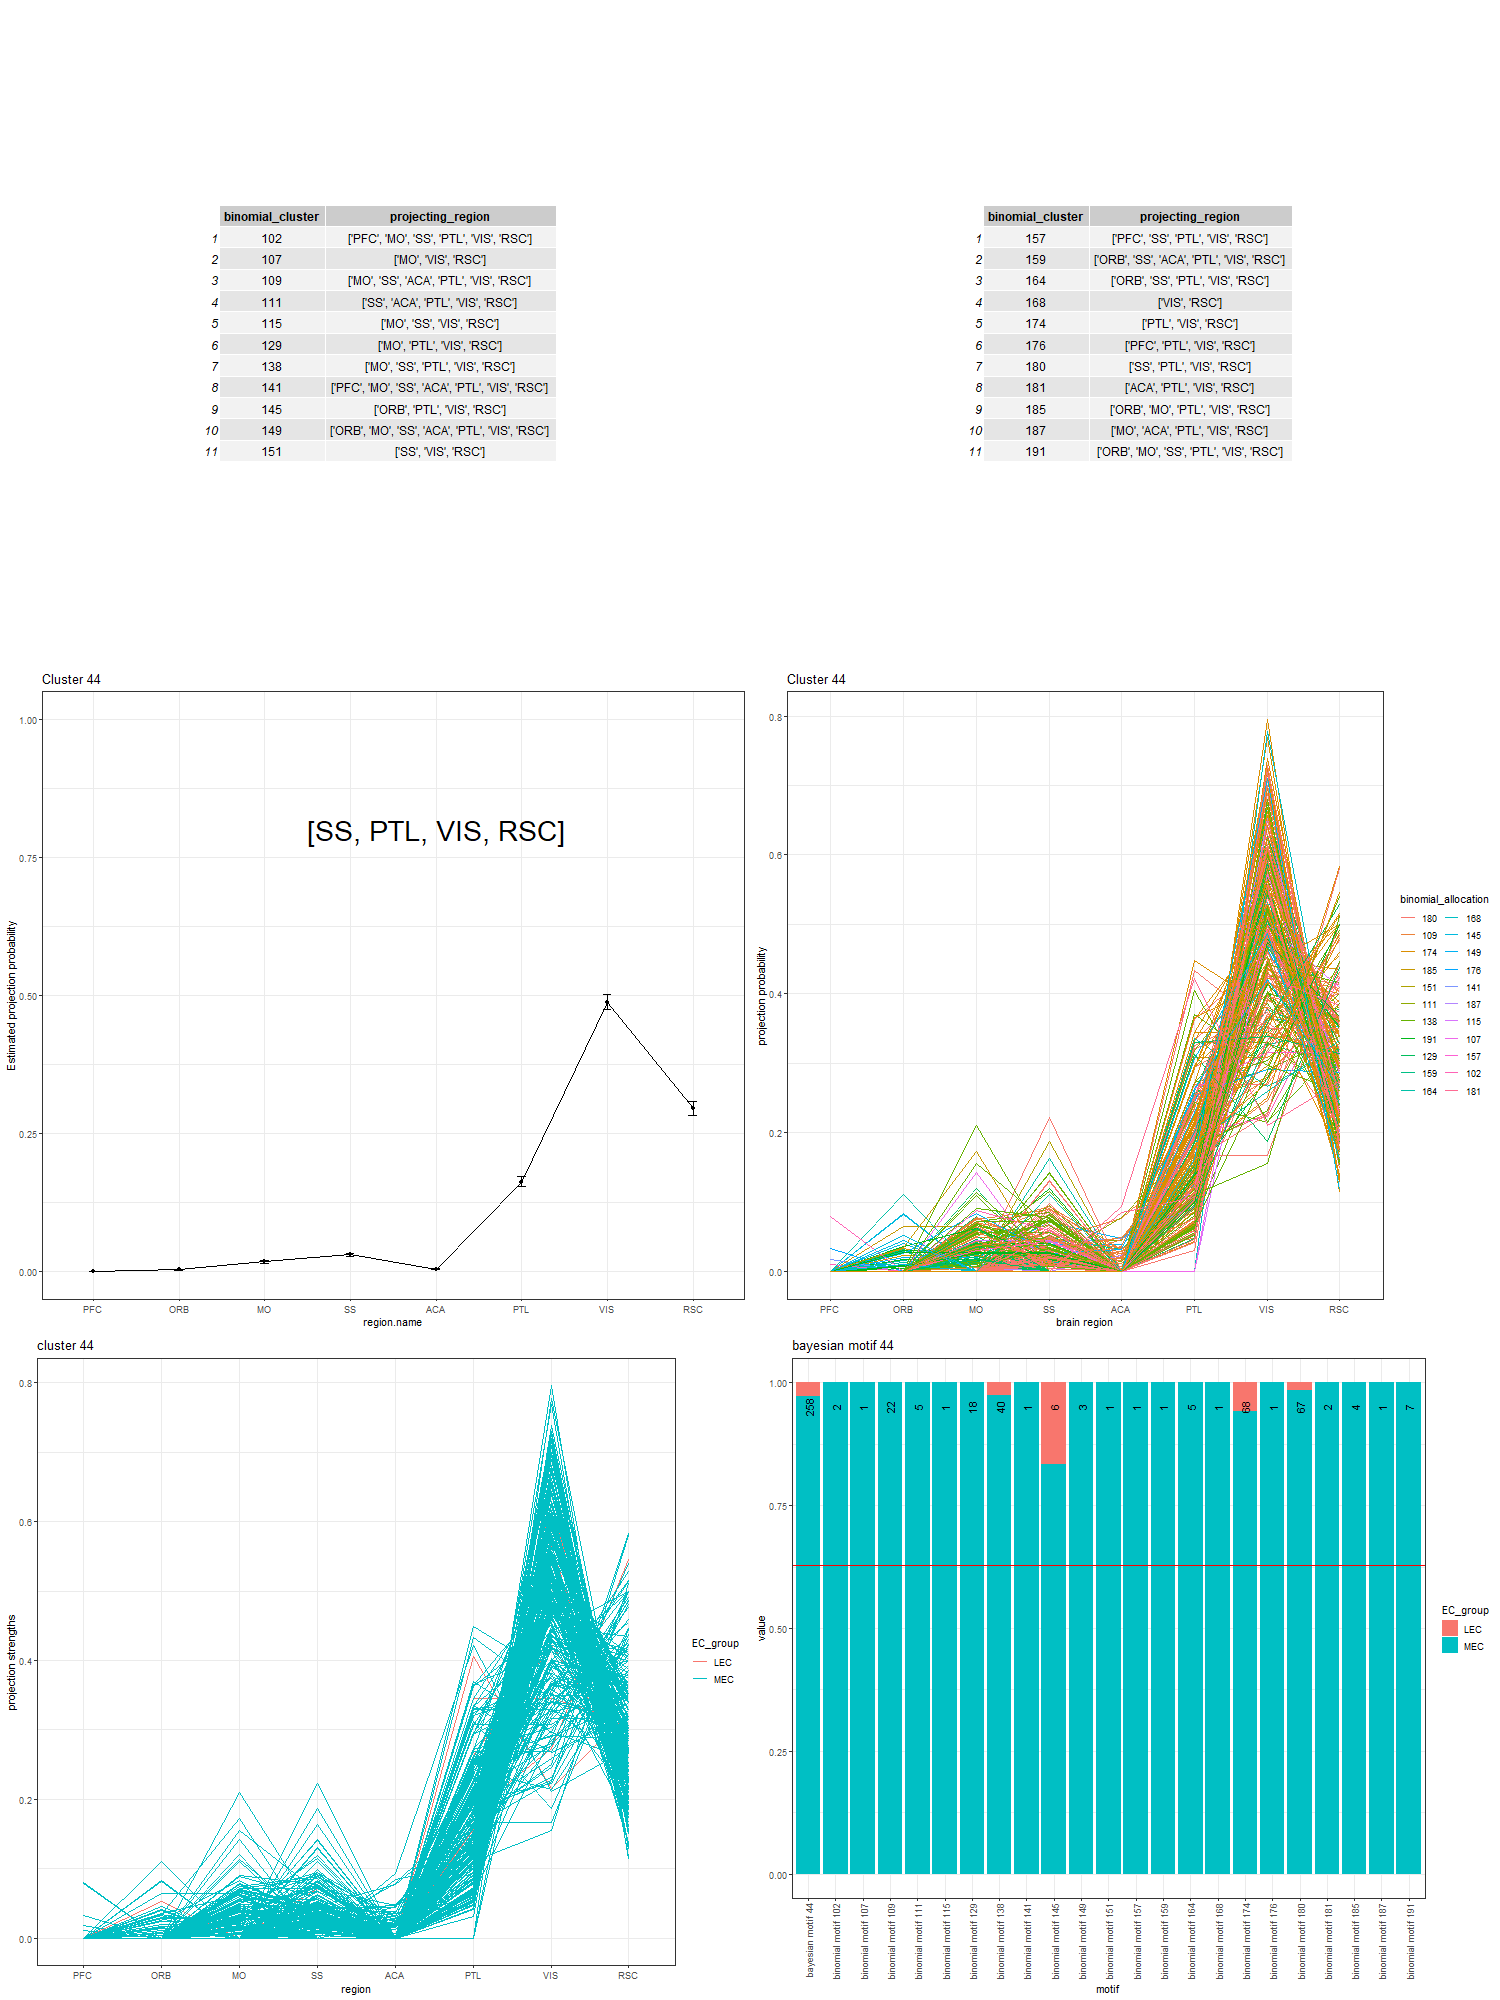 binomial_cluster projecting_region
1 102 ['PFC', 'MO', 'SS', 'PTL', 'VIS', 'RSC']
2 107 ['MO', 'VIS', 'RSC']
3 109 ['MO', 'SS', 'ACA', 'PTL', 'VIS', 'RSC']
4 111 ['SS', 'ACA', 'PTL', 'VIS', 'RSC']
5 115 ['MO', 'SS', 'VIS', 'RSC']
6 129 ['MO', 'PTL', 'VIS', 'RSC']
7 138 ['MO', 'SS', 'PTL', 'VIS', 'RSC']
8 141 ['PFC', 'MO', 'SS', 'ACA', 'PTL', 'VIS', 'RSC']
9 145 ['ORB', 'PTL', 'VIS', 'RSC']
10 149 ['ORB', 'MO', 'SS', 'ACA', 'PTL', 'VIS', 'RSC']
11 151 ['SS', 'VIS', 'RSC']
binomial_cluster projecting_region
1 157 ['PFC', 'SS', 'PTL', 'VIS', 'RSC']
2 159 ['ORB', 'SS', 'ACA', 'PTL', 'VIS', 'RSC']
3 164 ['ORB', 'SS', 'PTL', 'VIS', 'RSC']
4 168 ['VIS', 'RSC']
5 174 ['PTL', 'VIS', 'RSC']
6 176 ['PFC', 'PTL', 'VIS', 'RSC']
7 180 ['SS', 'PTL', 'VIS', 'RSC']
8 181 ['ACA', 'PTL', 'VIS', 'RSC']
9 185 ['ORB', 'MO', 'PTL', 'VIS', 'RSC']
10 187 ['MO', 'ACA', 'PTL', 'VIS', 'RSC']
11 191 ['ORB', 'MO', 'SS', 'PTL', 'VIS', 'RSC']
Cluster 44
[SS, PTL, VIS, RSC]
1.00
0.75
0.50
0.25
0.00
Estimated projection probability
PFC ORB MO SS ACA PTL VIS RSC
region.name
Cluster 44
0.8
0.6
0.4
0.2
0.0
projection probability
PFC ORB MO SS ACA PTL VIS RSC
brain region
binomial_allocation
180 168
109 145
174 149
185 176
151 141
111 187
138 115
191 107
129 157
159 102
164 181
cluster 44
0.8
0.6
0.4
0.2
0.0
projection strengths
PFC ORB MO SS ACA PTL VIS RSC
region
EC_group
LEC
MEC
bayesian motif 44
1.00
0.75
0.50
0.25
0.00
value
258 2 1 22 5 1 18 40 1 6 3 1 1 1 5 1 68 1 67 2 4 1 7
bayesian motif 44
binomial motif 102
binomial motif 107
binomial motif 109
binomial motif 111
binomial motif 115
binomial motif 129
binomial motif 138
binomial motif 141
binomial motif 145
binomial motif 149
binomial motif 151
binomial motif 157
binomial motif 159
binomial motif 164
binomial motif 168
binomial motif 174
binomial motif 176
binomial motif 180
binomial motif 181
binomial motif 185
binomial motif 187
binomial motif 191
motif
EC_group
LEC
MEC